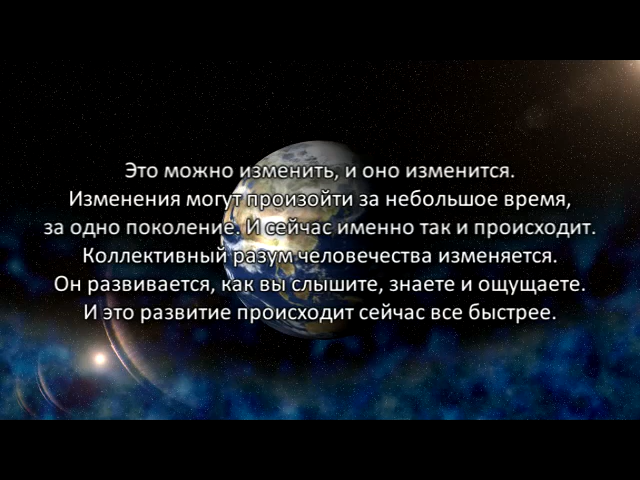 Это можно изменить, и оно изменится.
Изменения могут произойти за небольшое время,
за одно поколение. И сейчас именно так и происходит.
Коллективный разум человечества изменяется.
Он развивается, как вы слышите, знаете и ощущаете.
И это развитие происходит сейчас все быстрее.